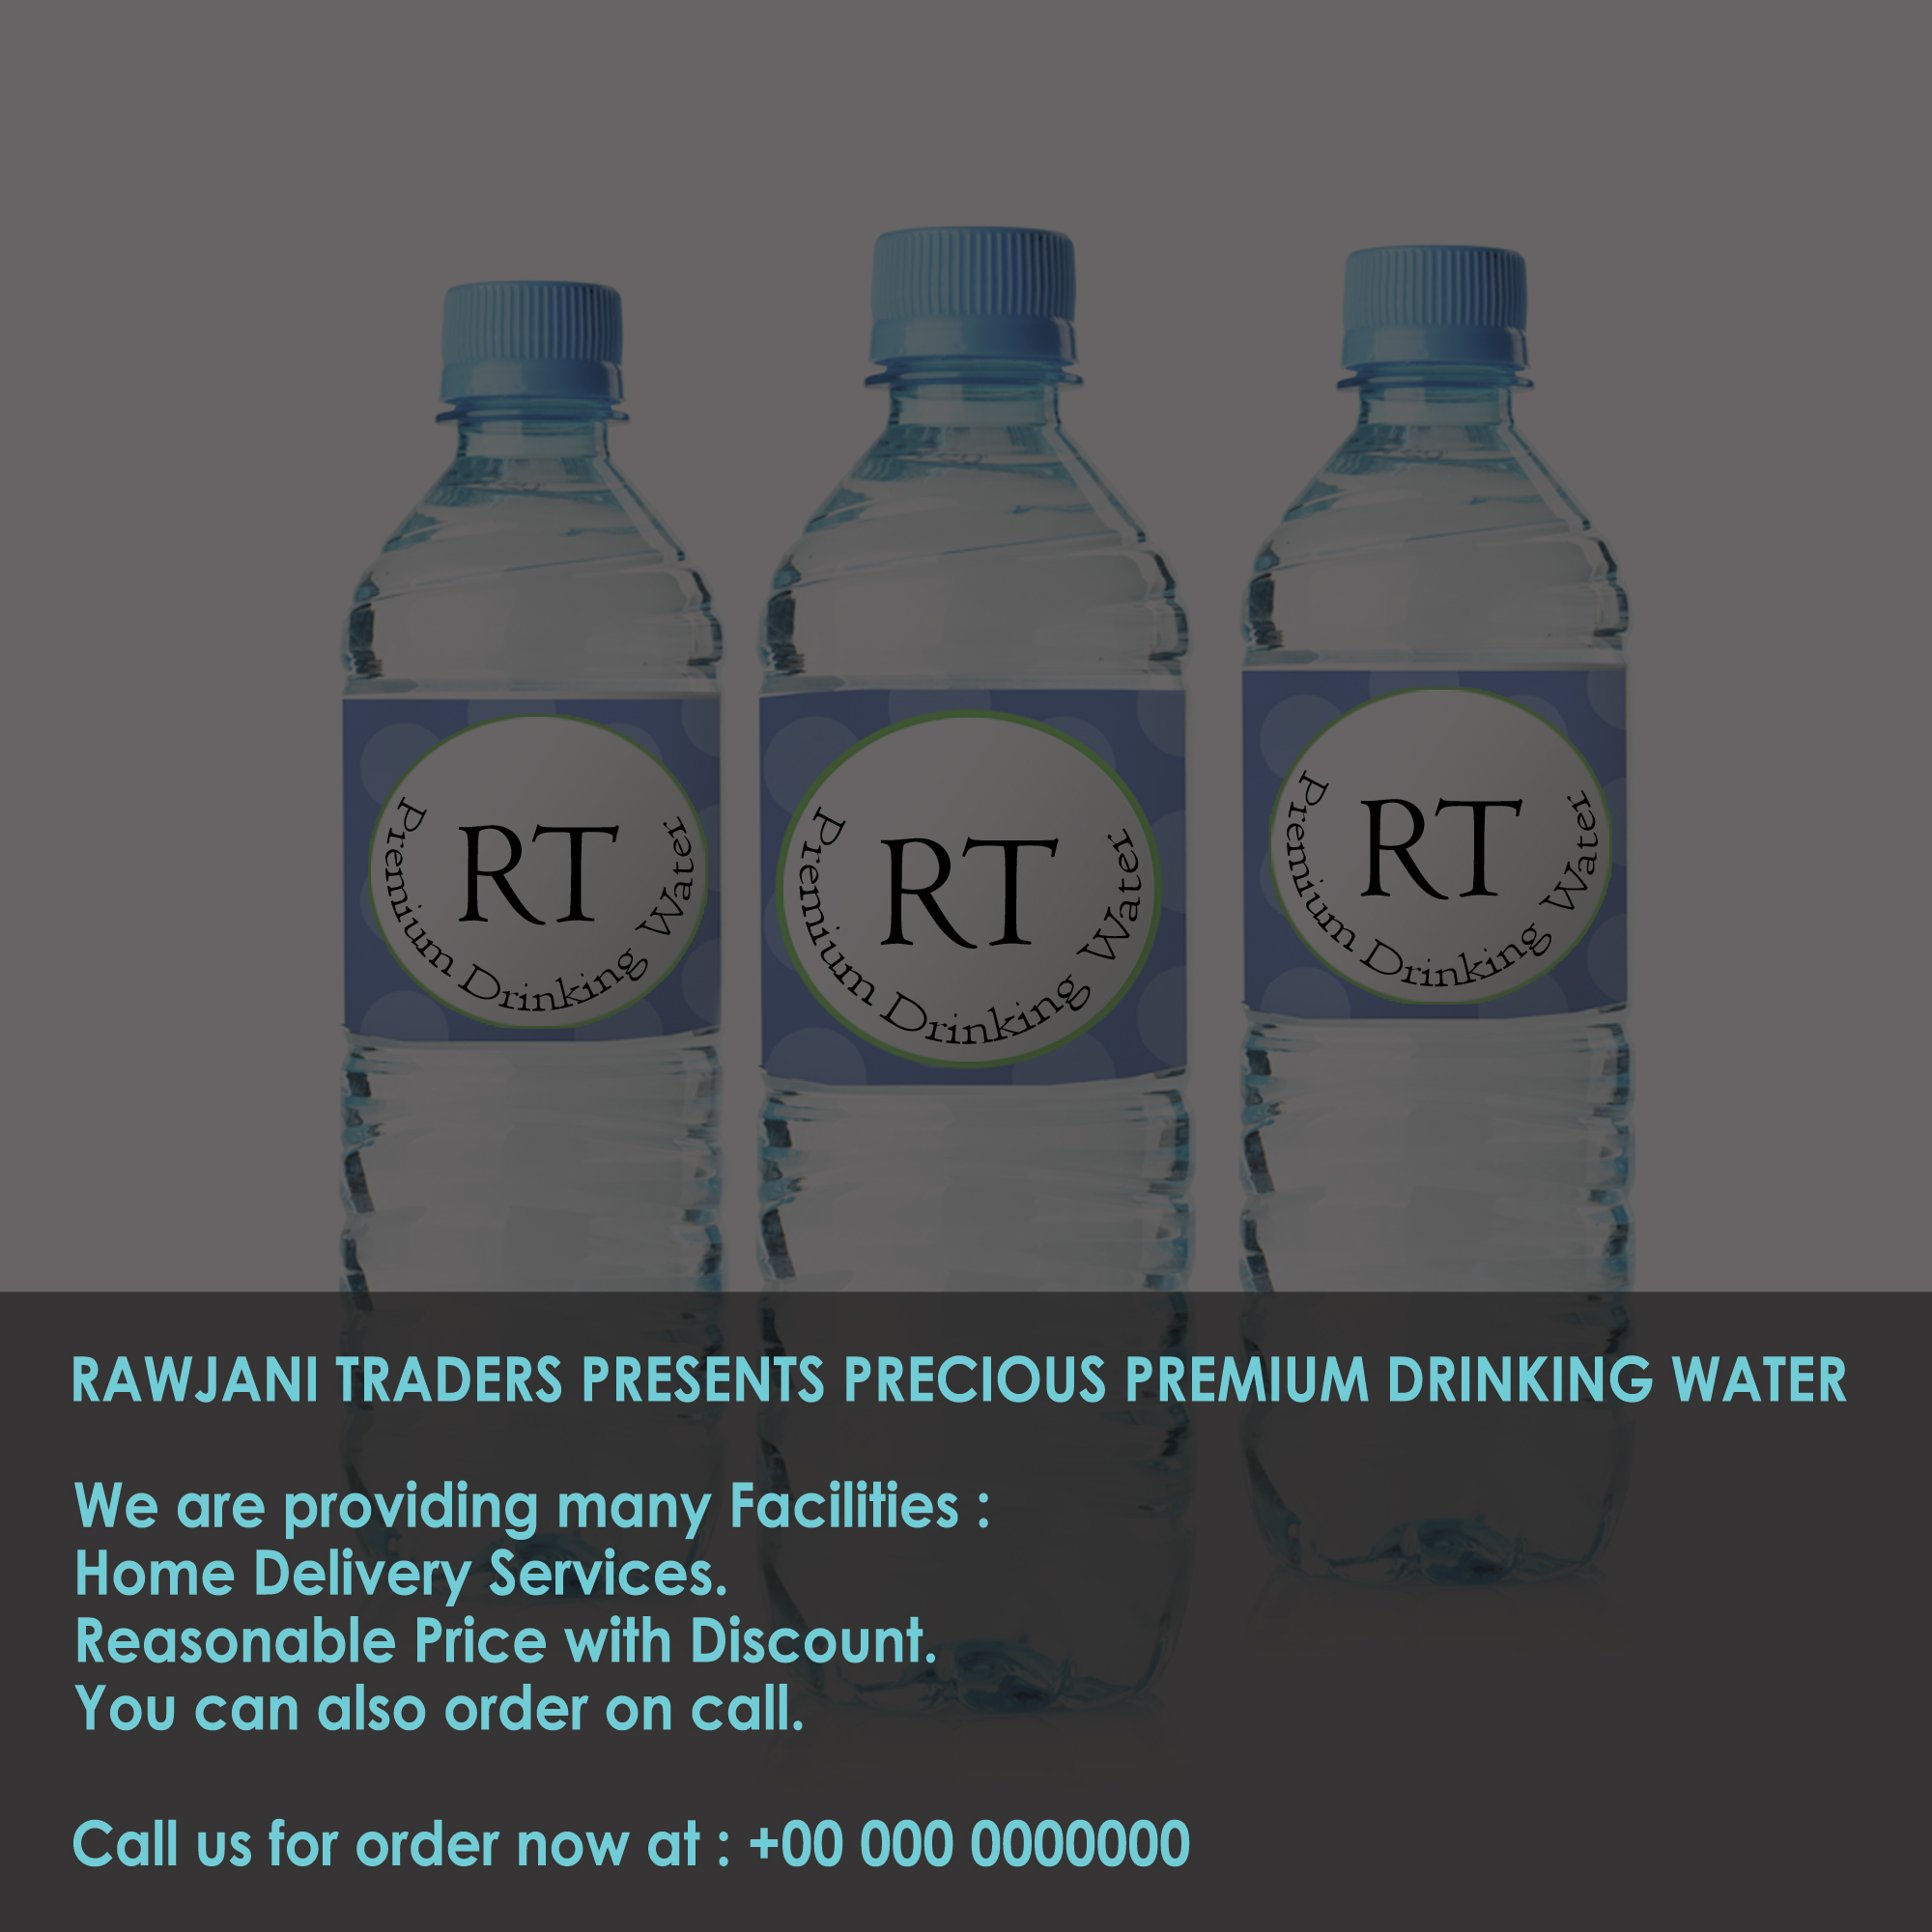 RT
Premium Drinking Water
RT
Premium Drinking Water
RT
Premium Drinking Water
RAWJANI TRADERS PRESENTS PRECIOUS PREMIUM DRINKING WATER
We are providing many Facilities :
Home Delivery Services.
Reasonable Price with Discount.
You can also order on call.
Call us for order now at : +00 000 0000000